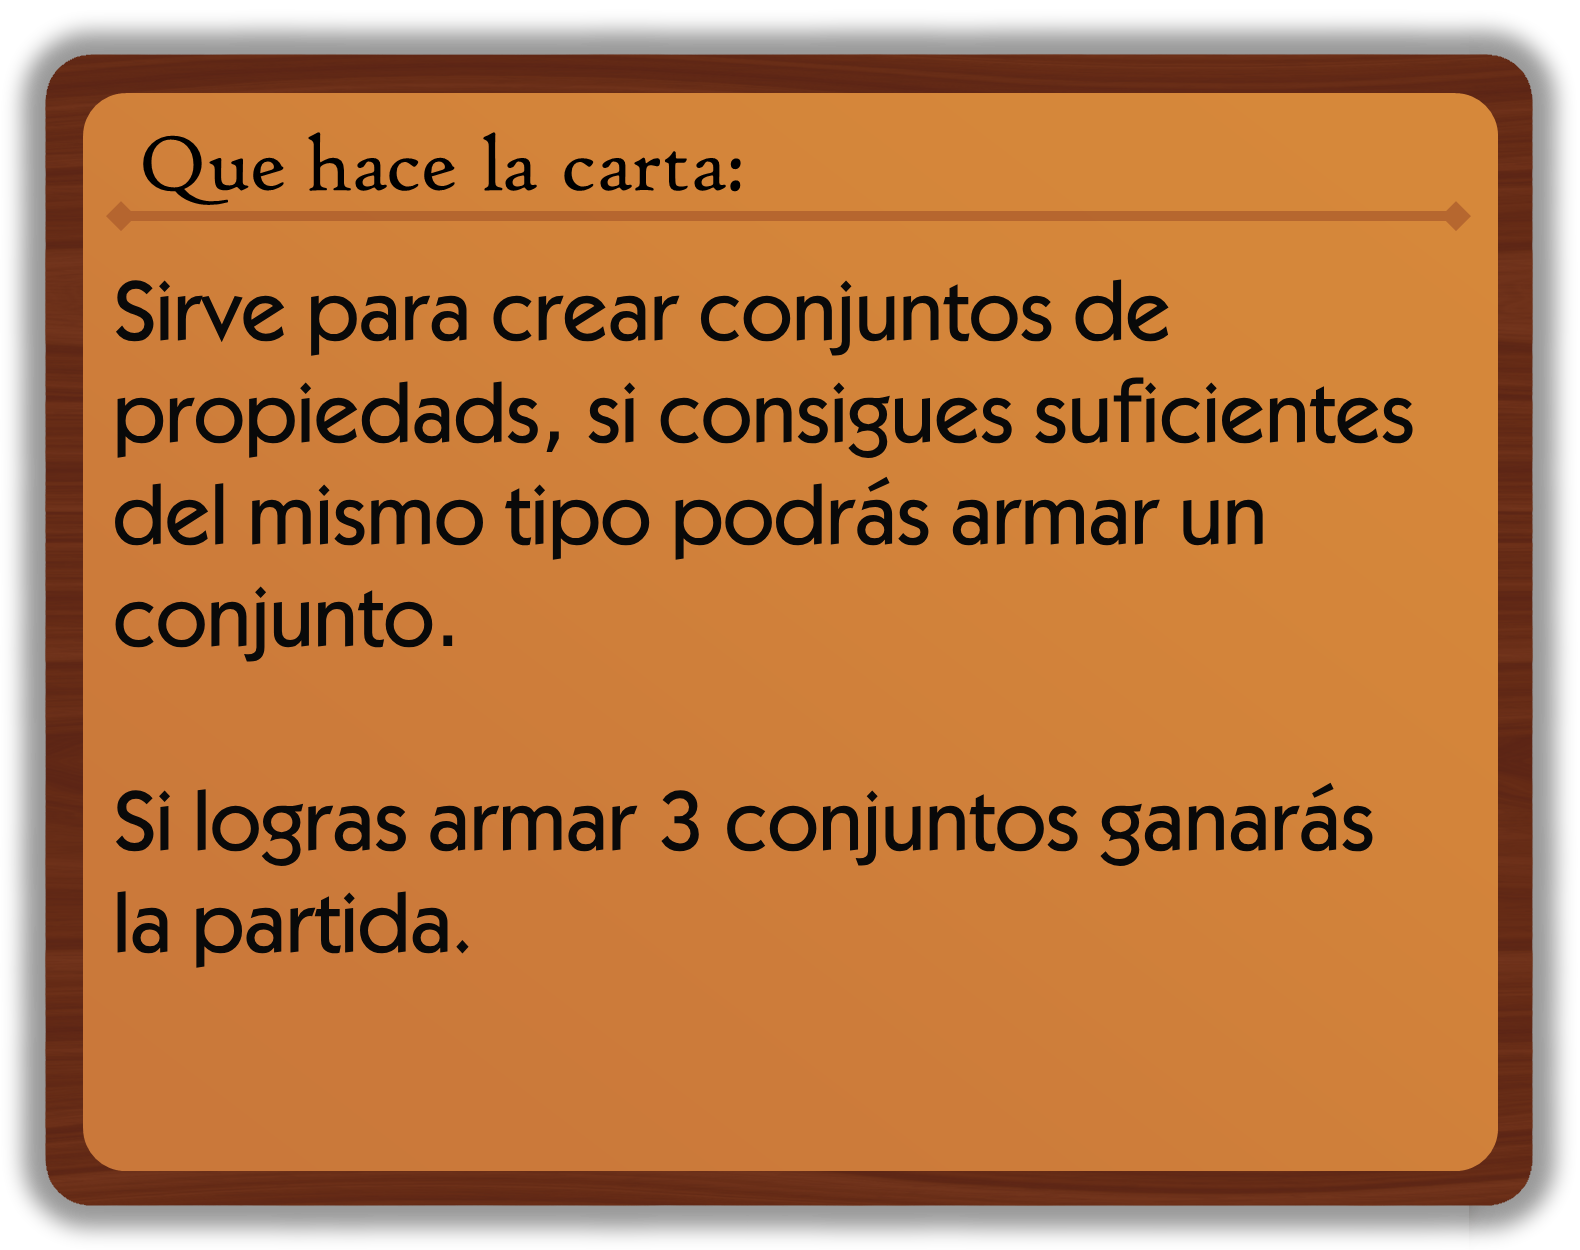 Que hace la carta:
Sirve para crear conjuntos de
propiedads, si consigues suficientes
del mismo tipo podrás armar un
conjunto.
Si logras armar 3 conjuntos ganarás
la partida.